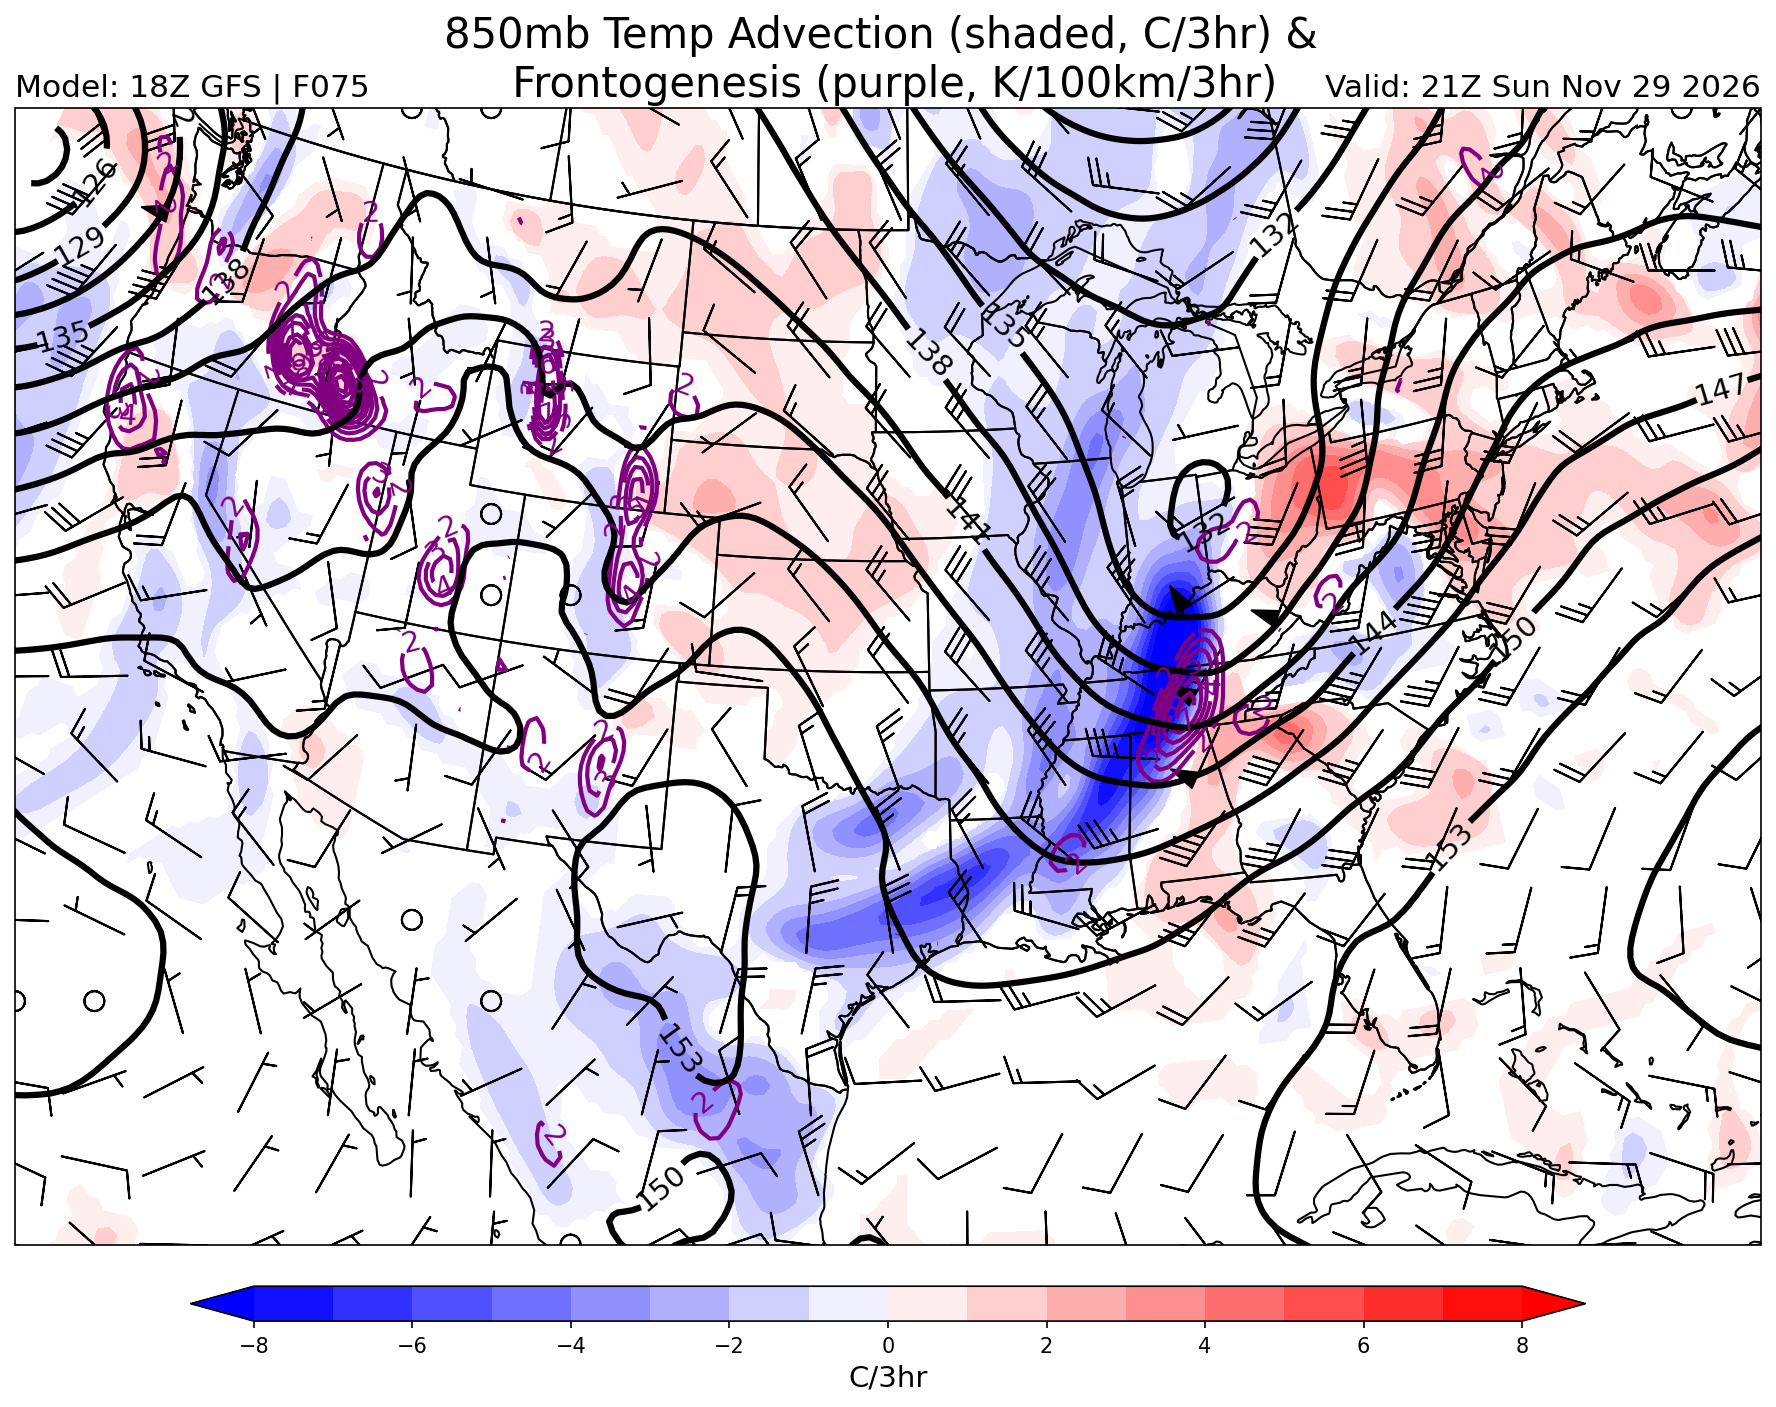 850mb Temp Advection (shaded, C/3hr) &
Frontogenesis (purple, K/100km/3hr)
Model: 18Z GFS | F075
Valid: 21Z Sun Nov 29 2026
126
129
132
138
135
135
138
147
141
132
144
150
153
153
150
−8 −6 −4 −2 0 2 4 6 8
C/3hr